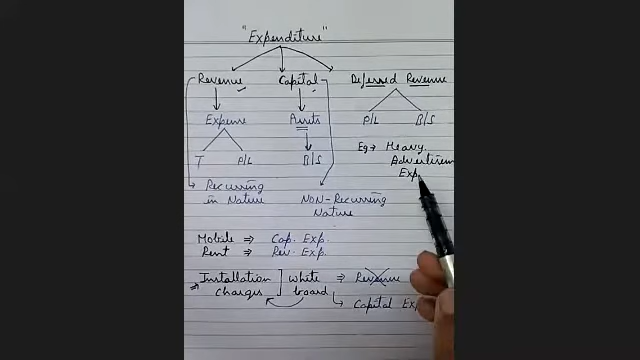 "Expenditure"
Revenue Capital Deferred Revenue
Expense Assets P/L B/S
T P/L B/S Eg → Heavy
Advertisem
Exp
Recurring
in Nature
NON-Recurring
Nature
Mobile ⇒ Cap. Exp.
Rent ⇒ Rev. Exp.
⇒ Installation charges ] white board ⇒ Revenue
↳ Capital Exp